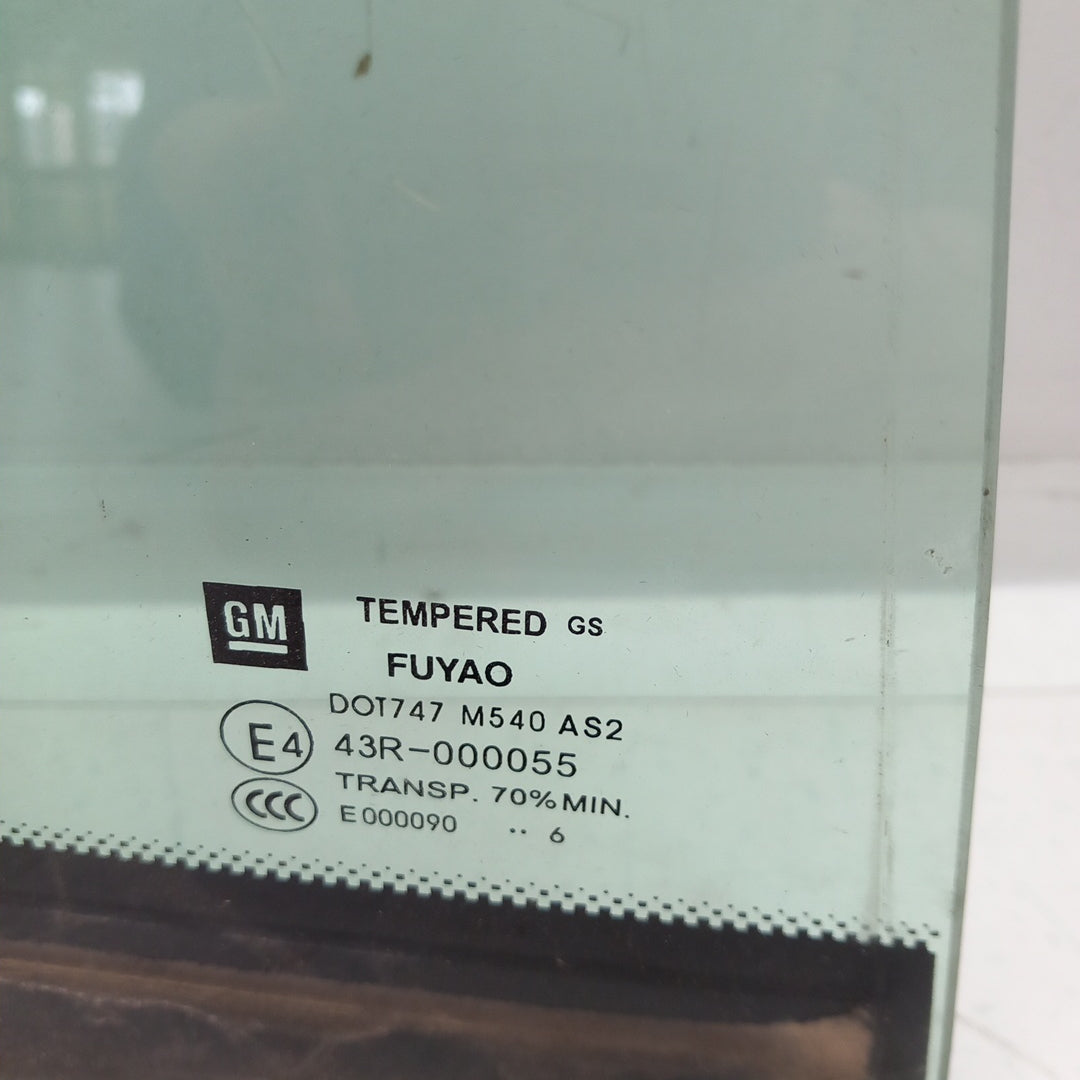 GM
TEMPERED GS
FUYAO
DOT747 M540 AS2
E4
43R-000055
CCC
TRANSP. 70% MIN.
E000090 .. 6